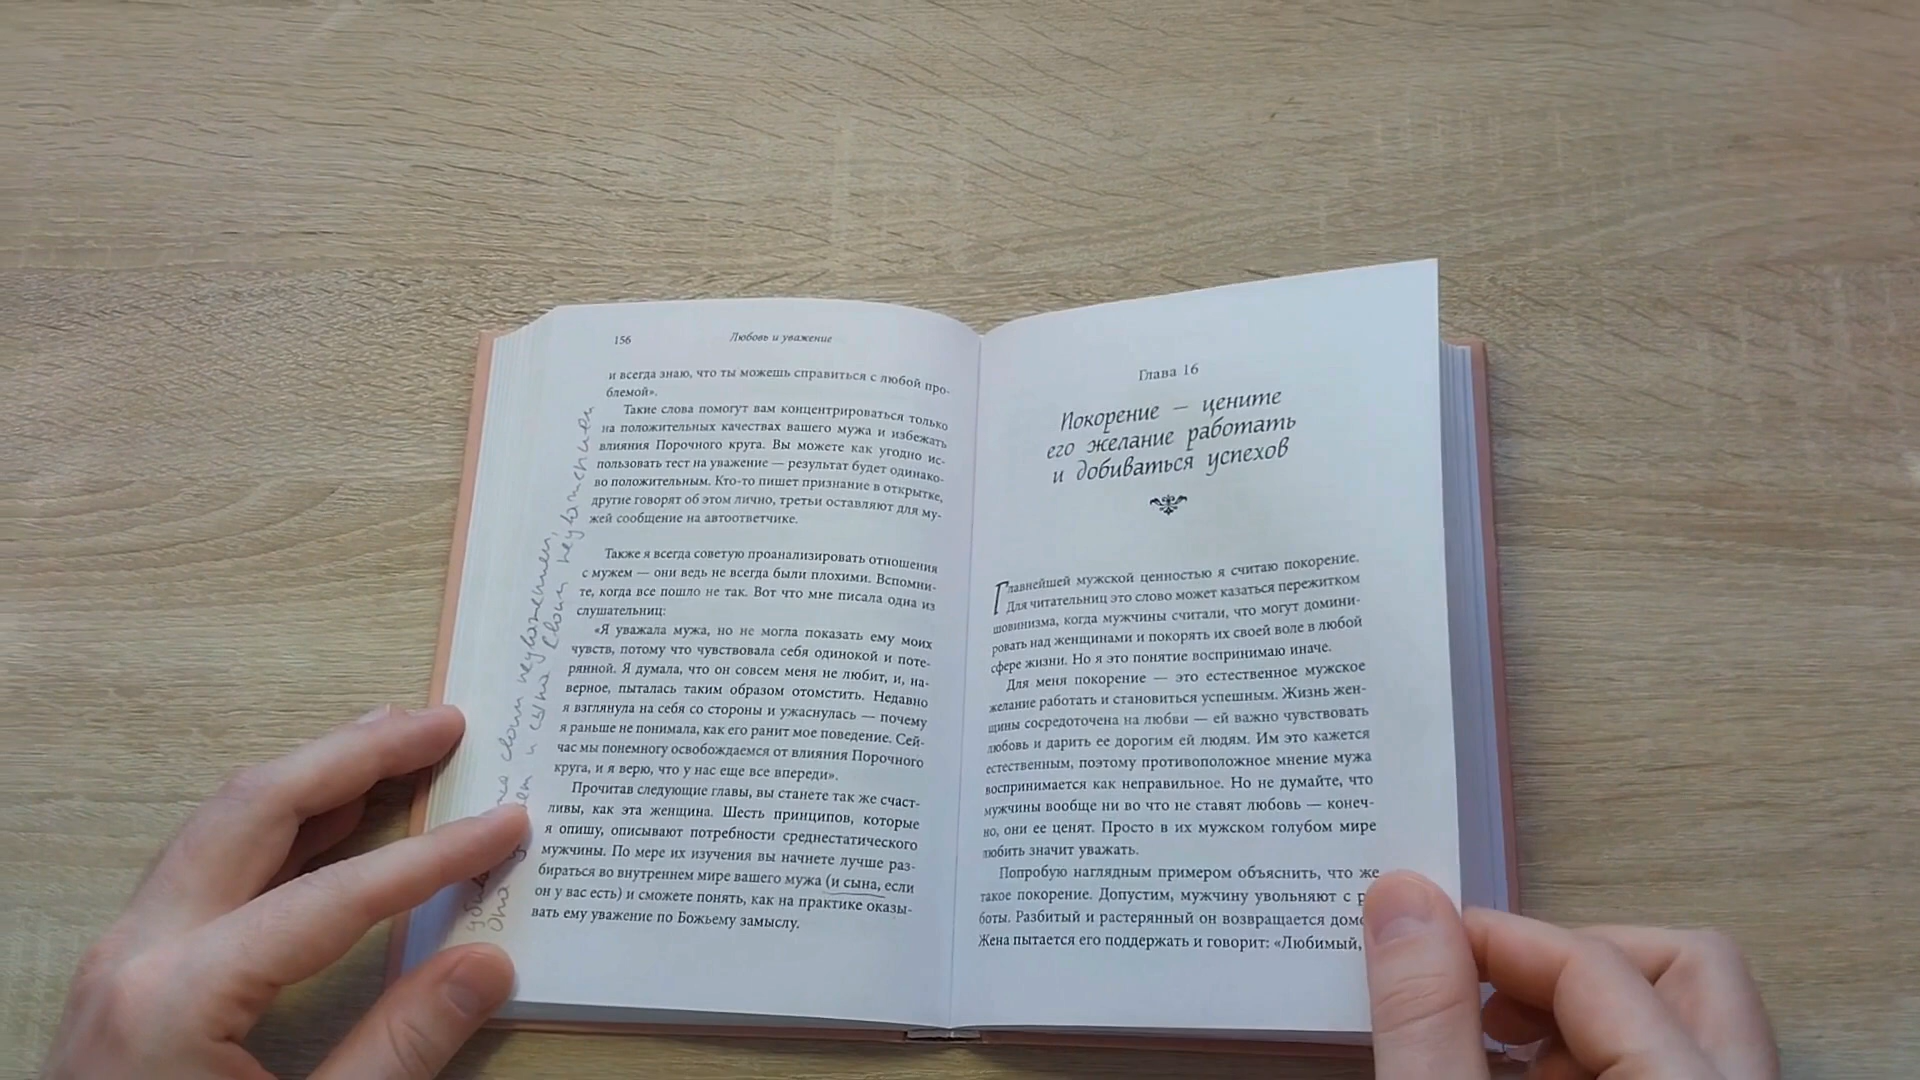 156
Любовь и уважение
и всегда знаю, что ты можешь справиться с любой про-
блемой».
Такие слова помогут вам концентрироваться только
на положительных качествах вашего мужа и избежать
влияния Порочного круга. Вы можете как угодно ис-
пользовать тест на уважение — результат будет одинако-
во положительным. Кто-то пишет признание в открытке,
другие говорят об этом лично, третьи оставляют для му-
жей сообщение на автоответчике.
Также я всегда советую проанализировать отношения
с мужем — они ведь не всегда были плохими. Вспомни-
те, когда все пошло не так. Вот что мне писала одна из
слушательниц:
«Я уважала мужа, но не могла показать ему моих
чувств, потому что чувствовала себя одинокой и поте-
рянной. Я думала, что он совсем меня не любит, и, на-
верное, пыталась таким образом отомстить. Недавно
я взглянула на себя со стороны и ужаснулась — почему
я раньше не понимала, как его ранит мое поведение. Сей-
час мы понемногу освобождаемся от влияния Порочного
круга, и я верю, что у нас еще все впереди».
Прочитав следующие главы, вы станете так же счаст-
ливы, как эта женщина. Шесть принципов, которые
я опишу, описывают потребности среднестатического
мужчины. По мере их изучения вы начнете лучше раз-
бираться во внутреннем мире вашего мужа (и сына, если
он у вас есть) и сможете понять, как на практике оказы-
вать ему уважение по Божьему замыслу.
своим неуважением,
Она и сына своим неуважением
Глава 16
Покорение — цените
его желание работать
и добиваться успехов
Главнейшей мужской ценностью я считаю покорение.
Для читательниц это слово может казаться пережитком
шовинизма, когда мужчины считали, что могут домини-
ровать над женщинами и покорять их своей воле в любой
сфере жизни. Но я это понятие воспринимаю иначе.
Для меня покорение — это естественное мужское
желание работать и становиться успешным. Жизнь жен-
щины сосредоточена на любви — ей важно чувствовать
любовь и дарить ее дорогим ей людям. Им это кажется
естественным, поэтому противоположное мнение мужа
воспринимается как неправильное. Но не думайте, что
мужчины вообще ни во что не ставят любовь — конеч-
но, они ее ценят. Просто в их мужском голубом мире
любить значит уважать.
Попробую наглядным примером объяснить, что же
такое покорение. Допустим, мужчину увольняют с
боты. Разбитый и растерянный он возвращается
Жена пытается его поддержать и говорит: «Любимый,